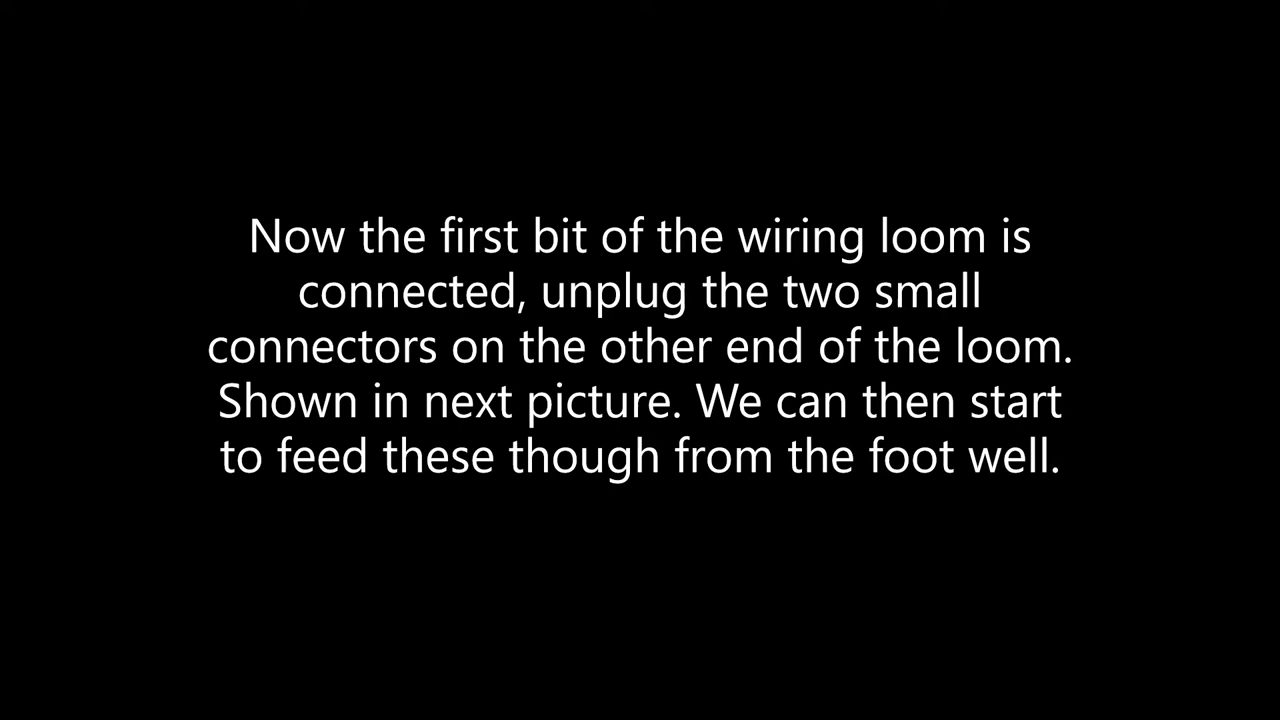 Now the first bit of the wiring loom is
connected, unplug the two small
connectors on the other end of the loom.
Shown in next picture. We can then start
to feed these though from the foot well.